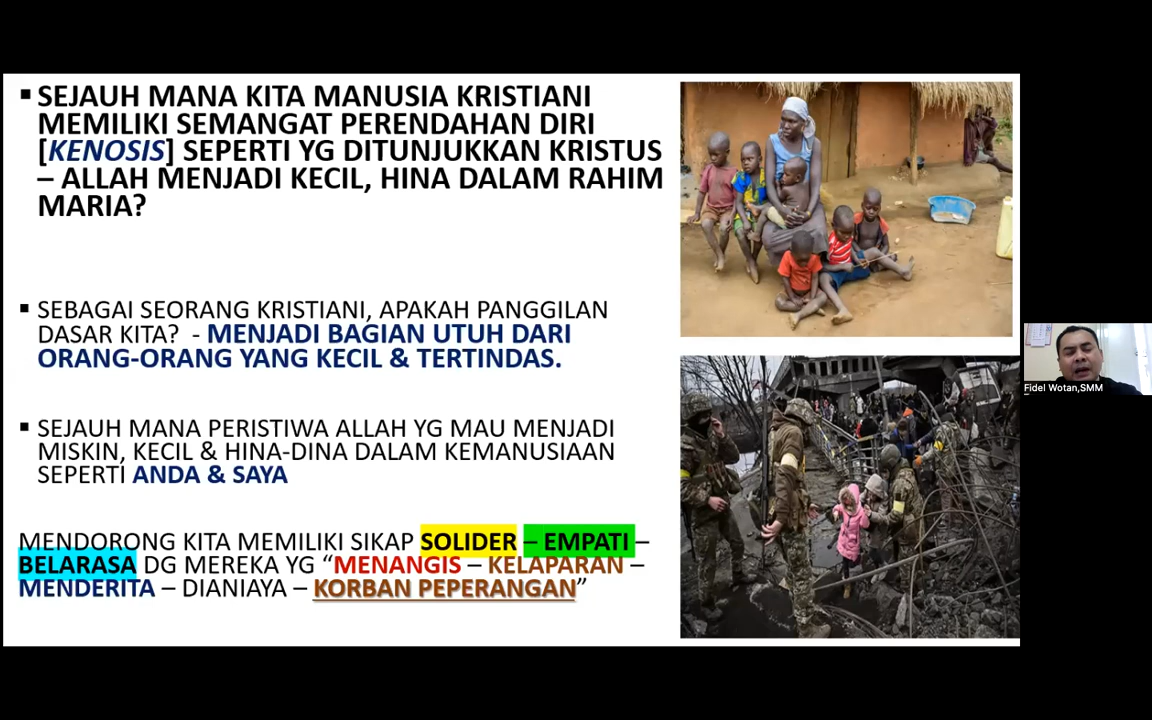 ▪ SEJAUH MANA KITA MANUSIA KRISTIANI
MEMILIKI SEMANGAT PERENDAHAN DIRI
[KENOSIS] SEPERTI YG DITUNJUKKAN KRISTUS
– ALLAH MENJADI KECIL, HINA DALAM RAHIM
MARIA?
▪ SEBAGAI SEORANG KRISTIANI, APAKAH PANGGILAN
DASAR KITA? - MENJADI BAGIAN UTUH DARI
ORANG-ORANG YANG KECIL & TERTINDAS.
▪ SEJAUH MANA PERISTIWA ALLAH YG MAU MENJADI
MISKIN, KECIL & HINA-DINA DALAM KEMANUSIAAN
SEPERTI ANDA & SAYA
MENDORONG KITA MEMILIKI SIKAP SOLIDER – EMPATI –
BELARASA DG MEREKA YG “MENANGIS – KELAPARAN –
MENDERITA – DIANIAYA – KORBAN PEPERANGAN”
Fidel Wotan,SMM